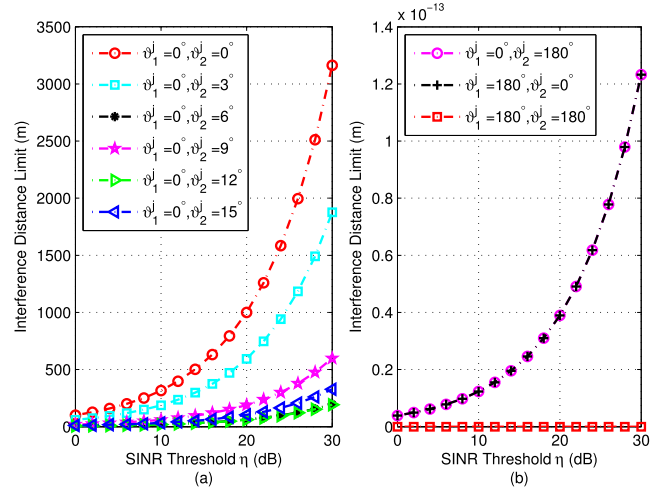 ϑ₁ʲ=0°,ϑ₂ʲ=0°
ϑ₁ʲ=0°,ϑ₂ʲ=3°
ϑ₁ʲ=0°,ϑ₂ʲ=6°
ϑ₁ʲ=0°,ϑ₂ʲ=9°
ϑ₁ʲ=0°,ϑ₂ʲ=12°
ϑ₁ʲ=0°,ϑ₂ʲ=15°
3500
3000
2500
2000
1500
1000
500
0
Interference Distance Limit (m)
0 10 20 30
SINR Threshold η (dB)
(a)
x 10⁻¹³
ϑ₁ʲ=0°,ϑ₂ʲ=180°
ϑ₁ʲ=180°,ϑ₂ʲ=0°
ϑ₁ʲ=180°,ϑ₂ʲ=180°
1.4
1.2
1
0.8
0.6
0.4
0.2
0
Interference Distance Limit (m)
0 10 20 30
SINR Threshold η (dB)
(b)